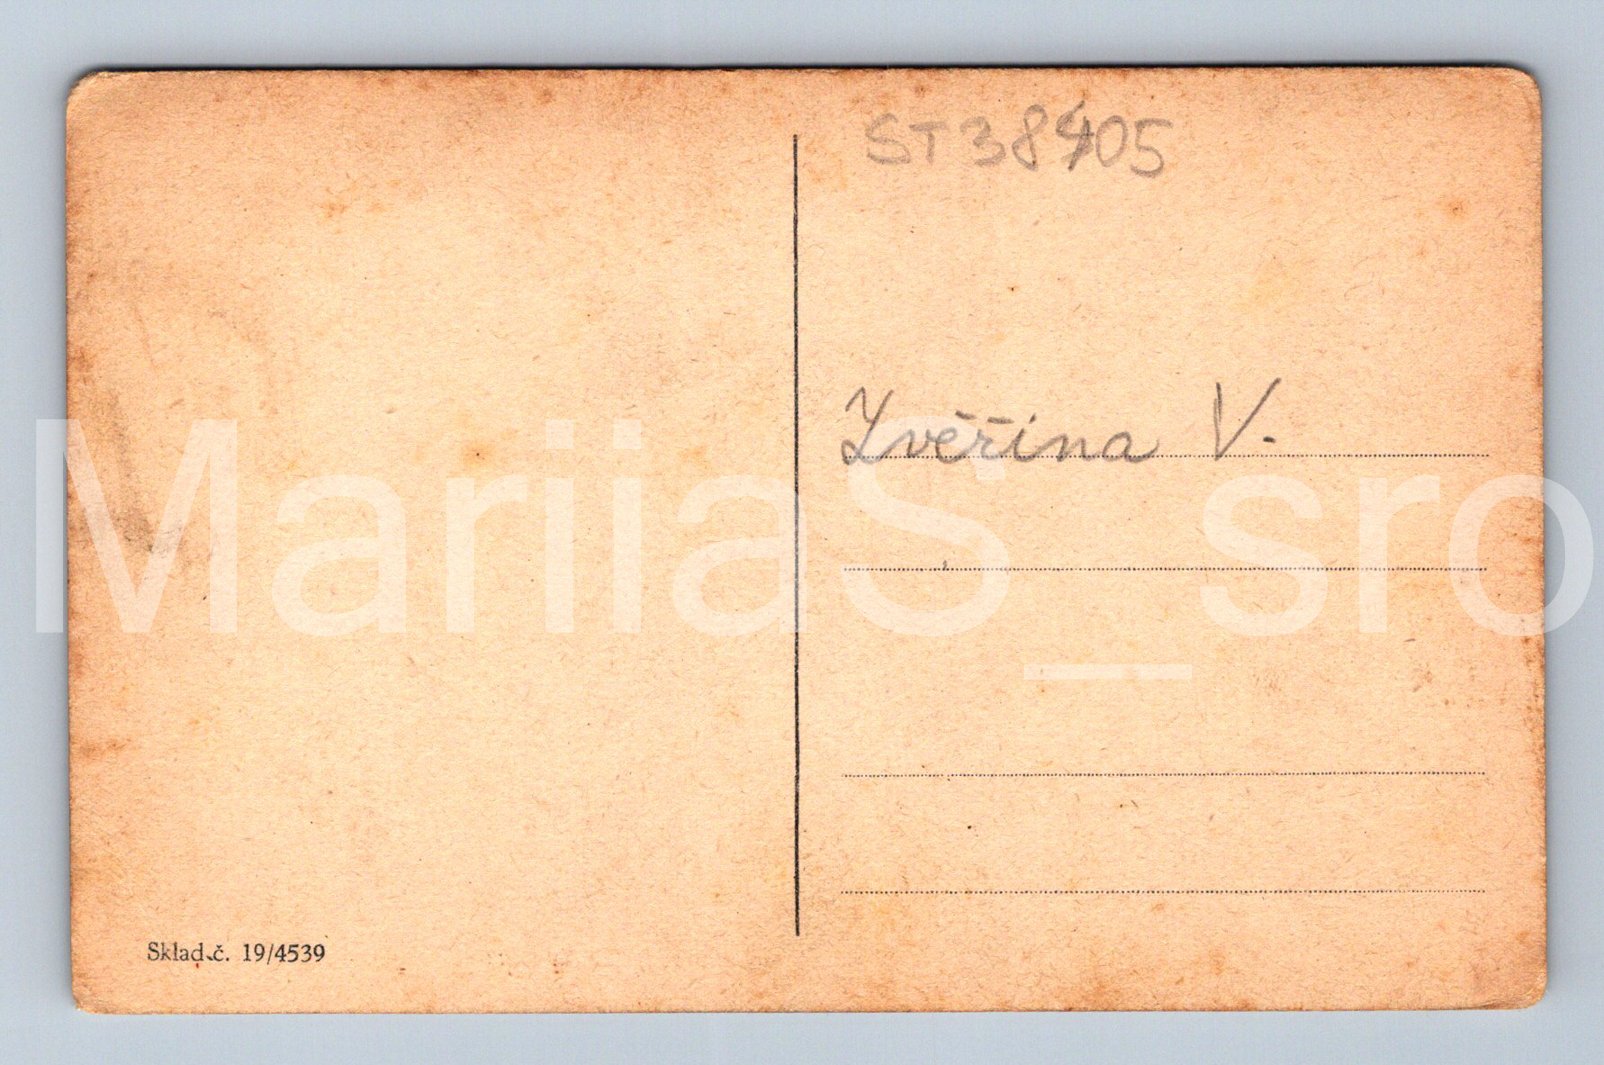 ST38405
Zvěřina V.
MariiaS_sro
Sklad.č. 19/4539